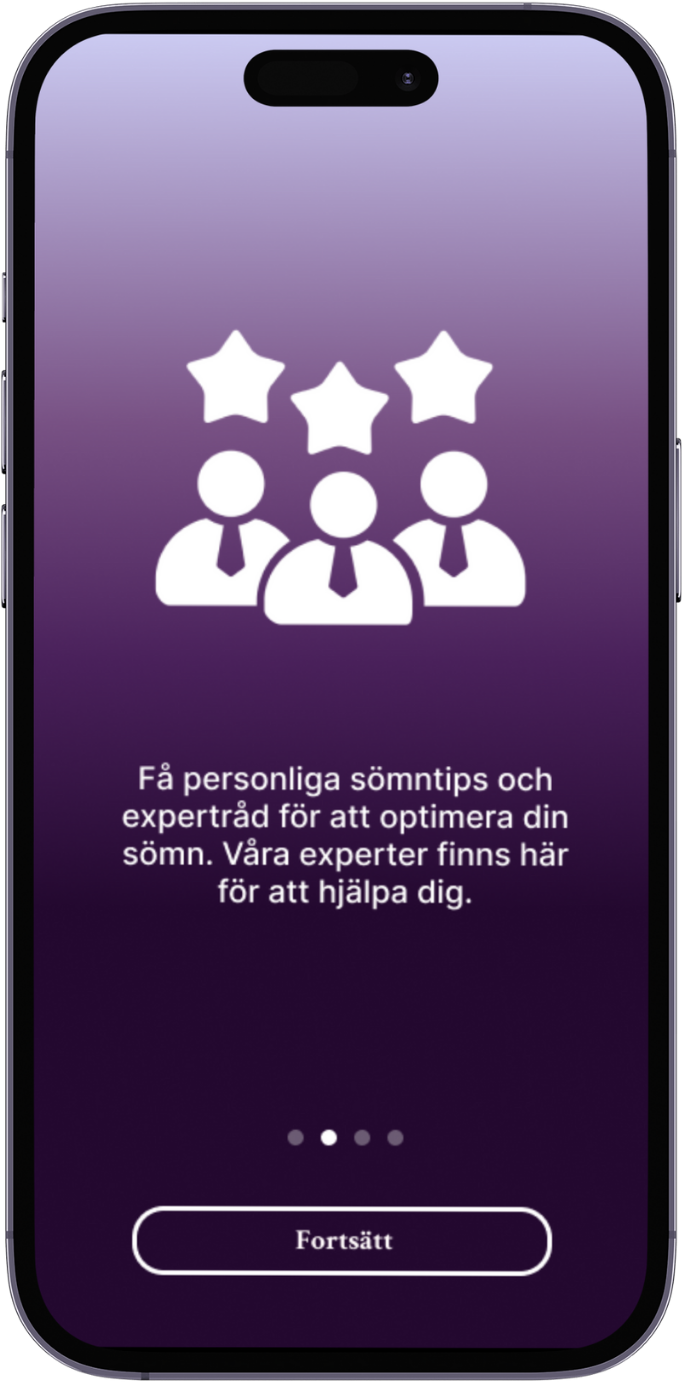 Få personliga sömntips och
expertråd för att optimera din
sömn. Våra experter finns här
för att hjälpa dig.
Fortsätt